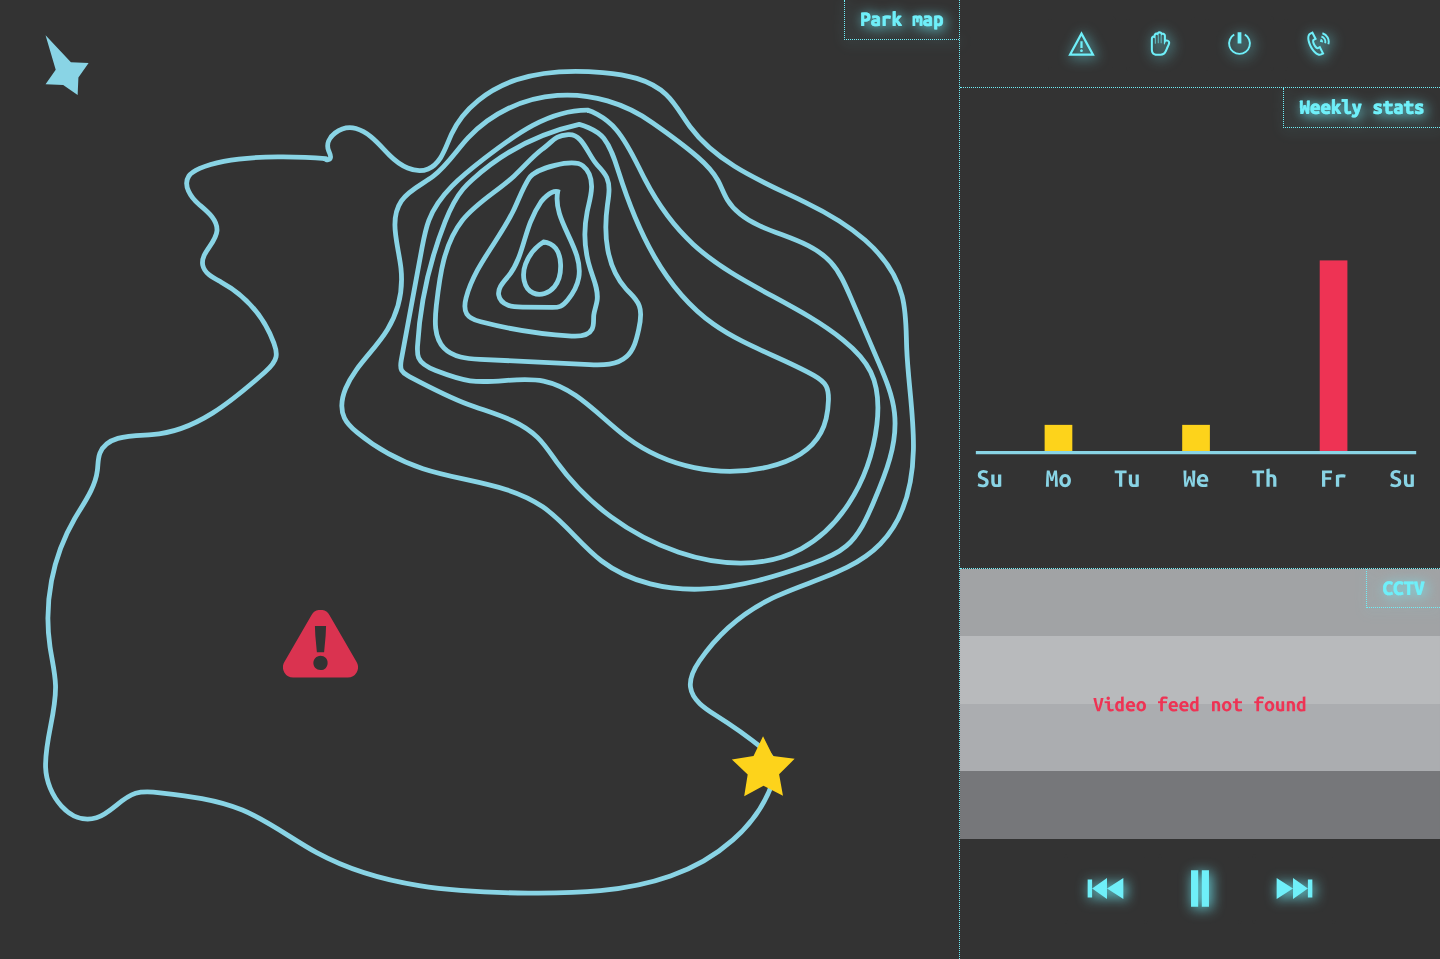 Park map
Weekly stats
Su Mo Tu We Th Fr Su
CCTV
Video feed not found